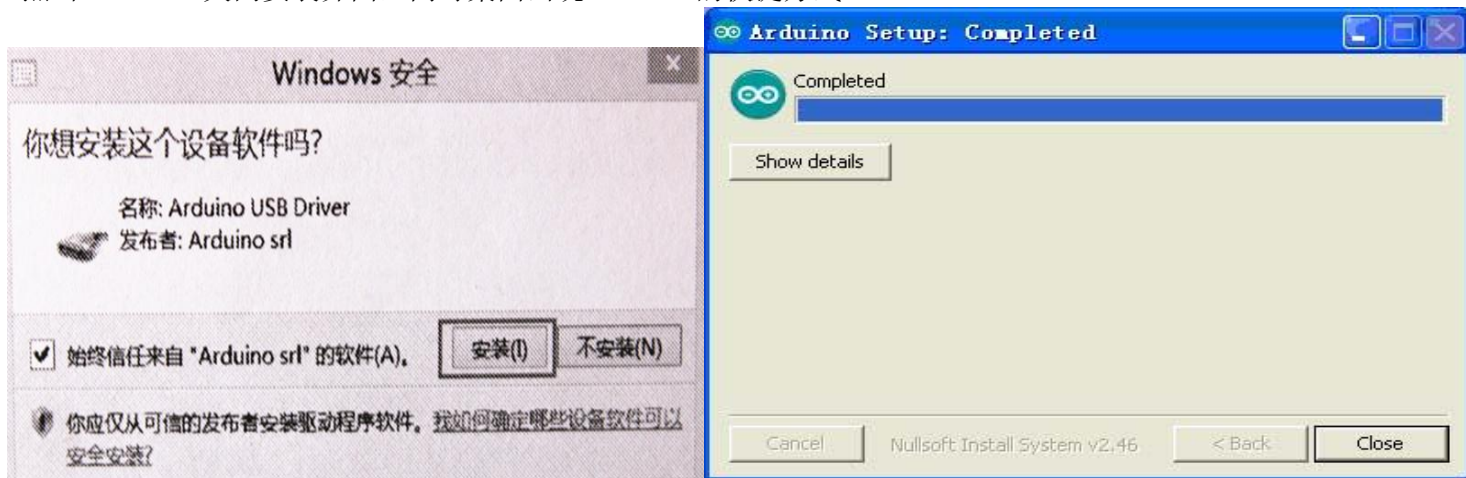 Windows 安全
你想安装这个设备软件吗?
名称: Arduino USB Driver
发布者: Arduino srl
始终信任来自 "Arduino srl" 的软件(A)。
安装(I)
不安装(N)
你应仅从可信的发布者安装驱动程序软件。我如何确定哪些设备软件可以
安全安装?
Arduino Setup: Completed
Completed
Show details
Cancel
Nullsoft Install System v2.46
< Back
Close